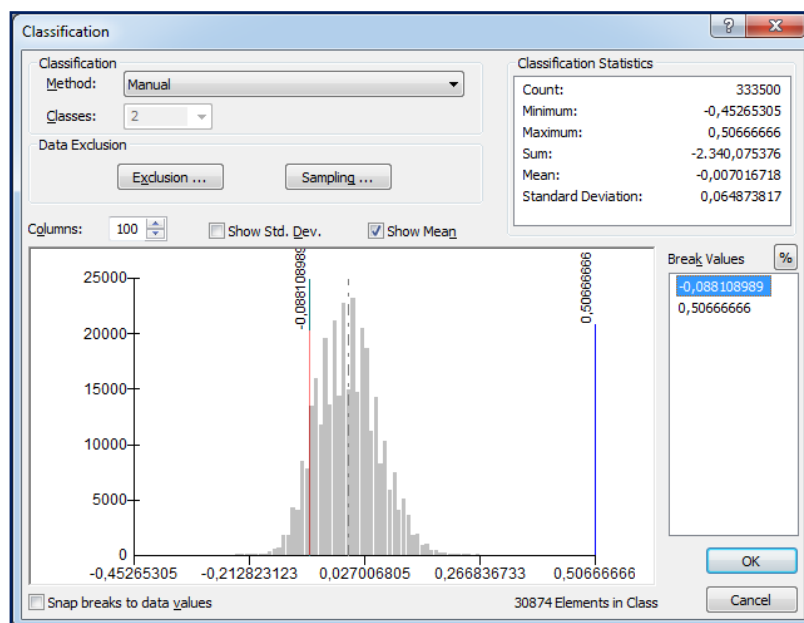 Classification
Classification
Method: Manual
Classes: 2
Data Exclusion
Exclusion ... Sampling ...
Classification Statistics
Count: 333500
Minimum: -0,45265305
Maximum: 0,50666666
Sum: -2.340,075376
Mean: -0,007016718
Standard Deviation: 0,064873817
Columns: 100 Show Std. Dev. Show Mean
Break Values %
-0,088108989
0,50666666
-0,088108989
0,50666666
25000
20000
15000
10000
5000
0
-0,45265305 -0,212823123 0,027006805 0,266836733 0,50666666
OK
Snap breaks to data values 30874 Elements in Class Cancel